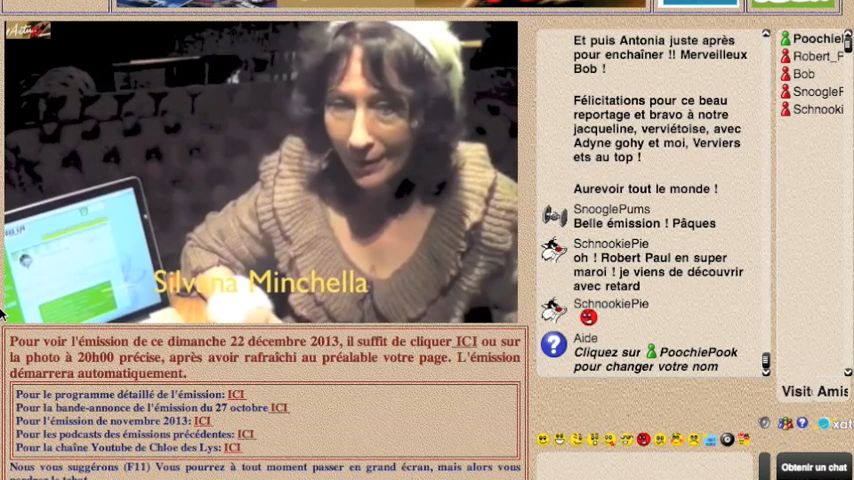 Actu
Silvana Minchella
Pour voir l'émission de ce dimanche 22 décembre 2013, il suffit de cliquer ICI ou sur
la photo à 20h00 précise, après avoir rafraîchi au préalable votre page. L'émission
démarrera automatiquement.
Pour le programme détaillé de l'émission: ICI
Pour la bande-annonce de l'émission du 27 octobre ICI
Pour l'émission de novembre 2013: ICI
Pour les podcasts des émissions précédentes: ICI
Pour la chaîne Youtube de Chloe des Lys: ICI
Nous vous suggérons (F11) Vous pourrez à tout moment passer en grand écran, mais alors vous
Et puis Antonia juste après
pour enchaîner !! Merveilleux
Bob !
Félicitations pour ce beau
reportage et bravo à notre
jacqueline, verviétoise, avec
Adyne gohy et moi, Verviers
ets au top !
Aurevoir tout le monde !
SnooglePums
Belle émission ! Pâques
SchnookiePie
oh ! Robert Paul en super
maroi ! je viens de découvrir
avec retard
SchnookiePie
Aide
Cliquez sur PoochiePook
pour changer votre nom
Poochie
Robert_P
Bob
SnoogleP
Schnooki
Visit Amis
xat
Obtenir un chat